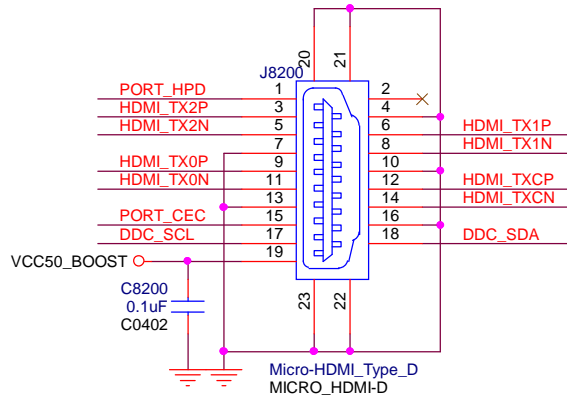 20
21
J8200
PORT_HPD 1 2
HDMI_TX2P 3 4
HDMI_TX2N 5 6 HDMI_TX1P
7 8 HDMI_TX1N
HDMI_TX0P 9 10
HDMI_TX0N 11 12 HDMI_TXCP
13 14 HDMI_TXCN
PORT_CEC 15 16
DDC_SCL 17 18 DDC_SDA
VCC50_BOOST 19
C8200
0.1uF
C0402
23
22
Micro-HDMI_Type_D
MICRO_HDMI-D